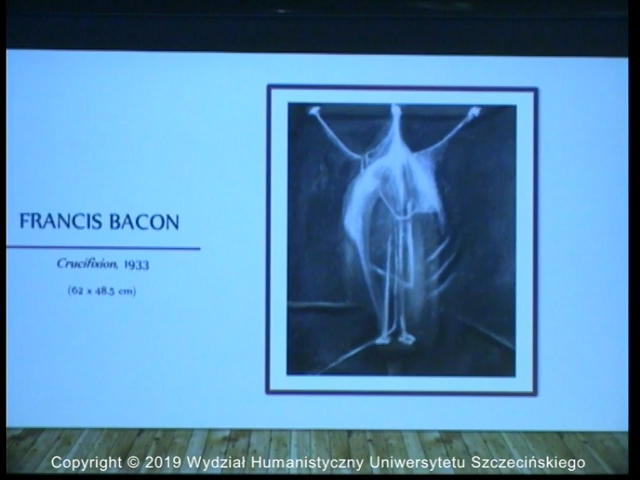 FRANCIS BACON
Crucifixion, 1933
(62 x 48.5 cm)
Copyright © 2019 Wydział Humanistyczny Uniwersytetu Szczecińskiego